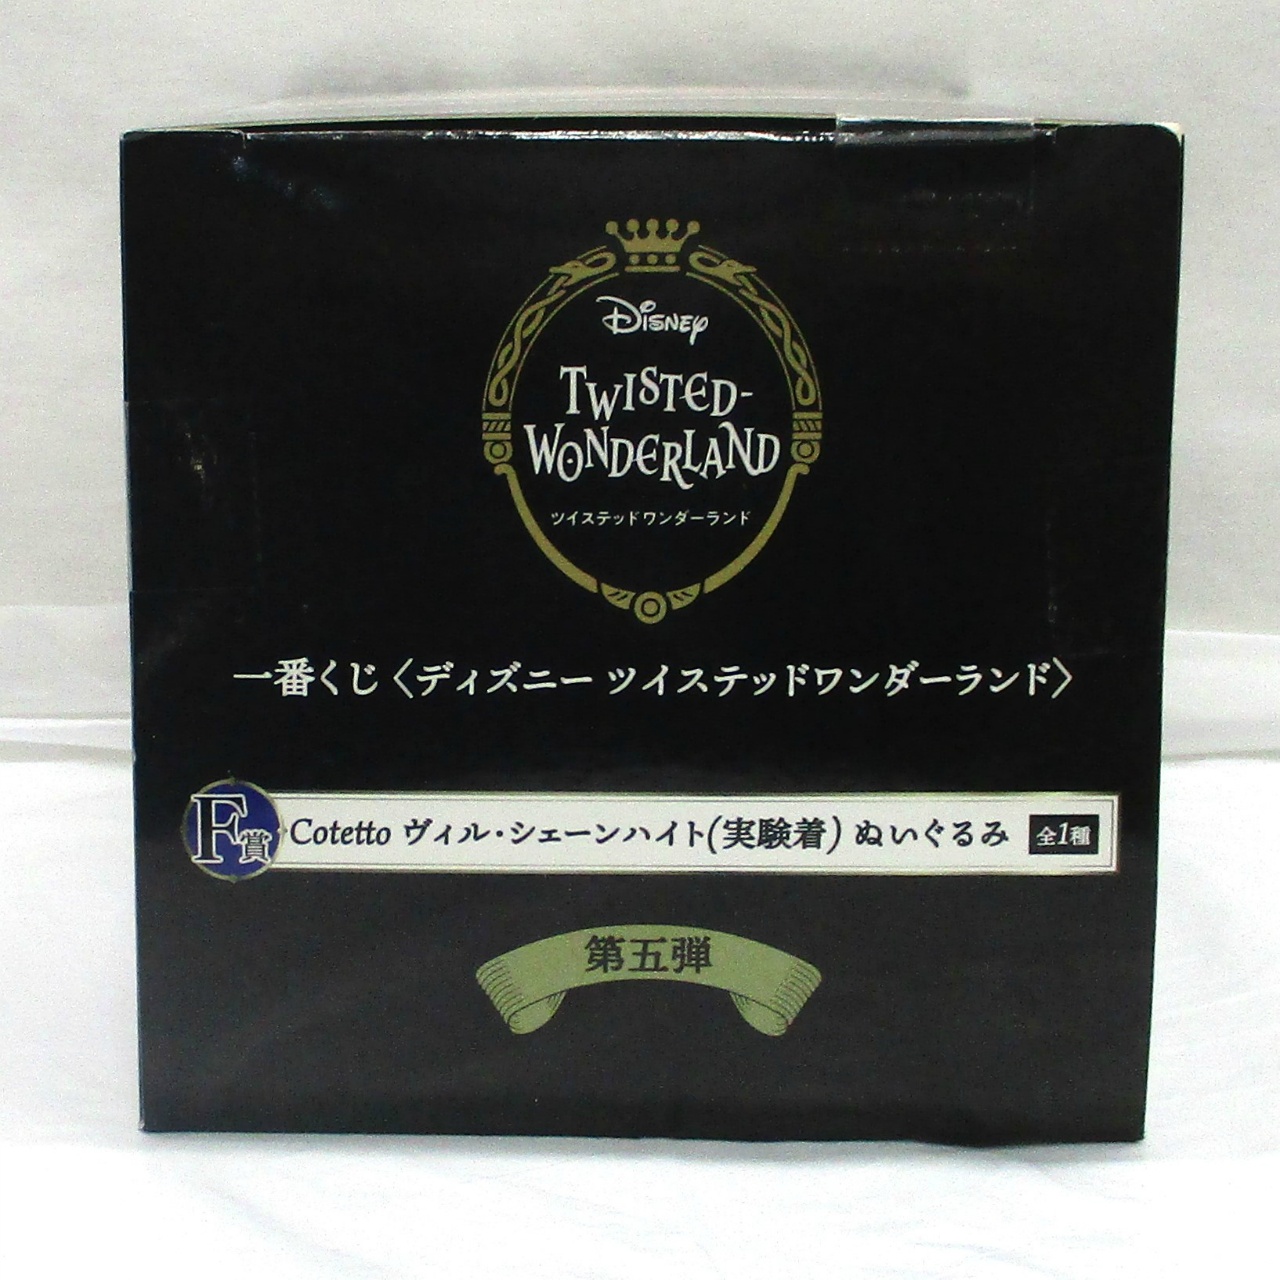 Disney
TWISTED-
WONDERLAND
ツイステッドワンダーランド
一番くじ〈ディズニー ツイステッドワンダーランド〉
F賞 Cotetto ヴィル・シェーンハイト(実験着) ぬいぐるみ 全1種
第五弾